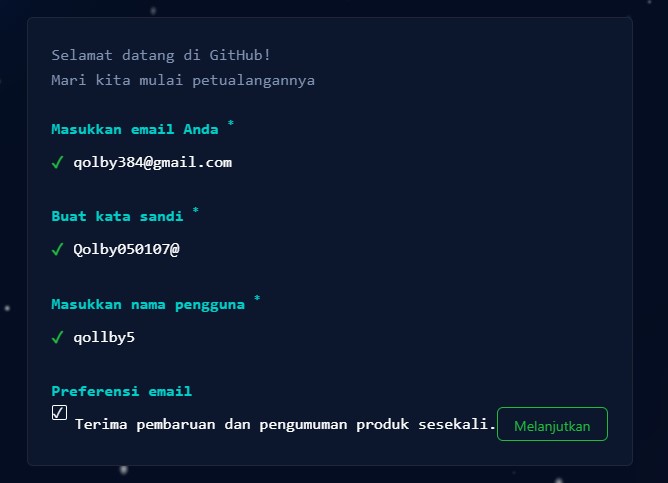 Selamat datang di GitHub!
Mari kita mulai petualangannya
Masukkan email Anda *
✓ qolby384@gmail.com
Buat kata sandi *
✓ Qolby050107@
Masukkan nama pengguna *
✓ qollby5
Preferensi email
Terima pembaruan dan pengumuman produk sesekali.
Melanjutkan